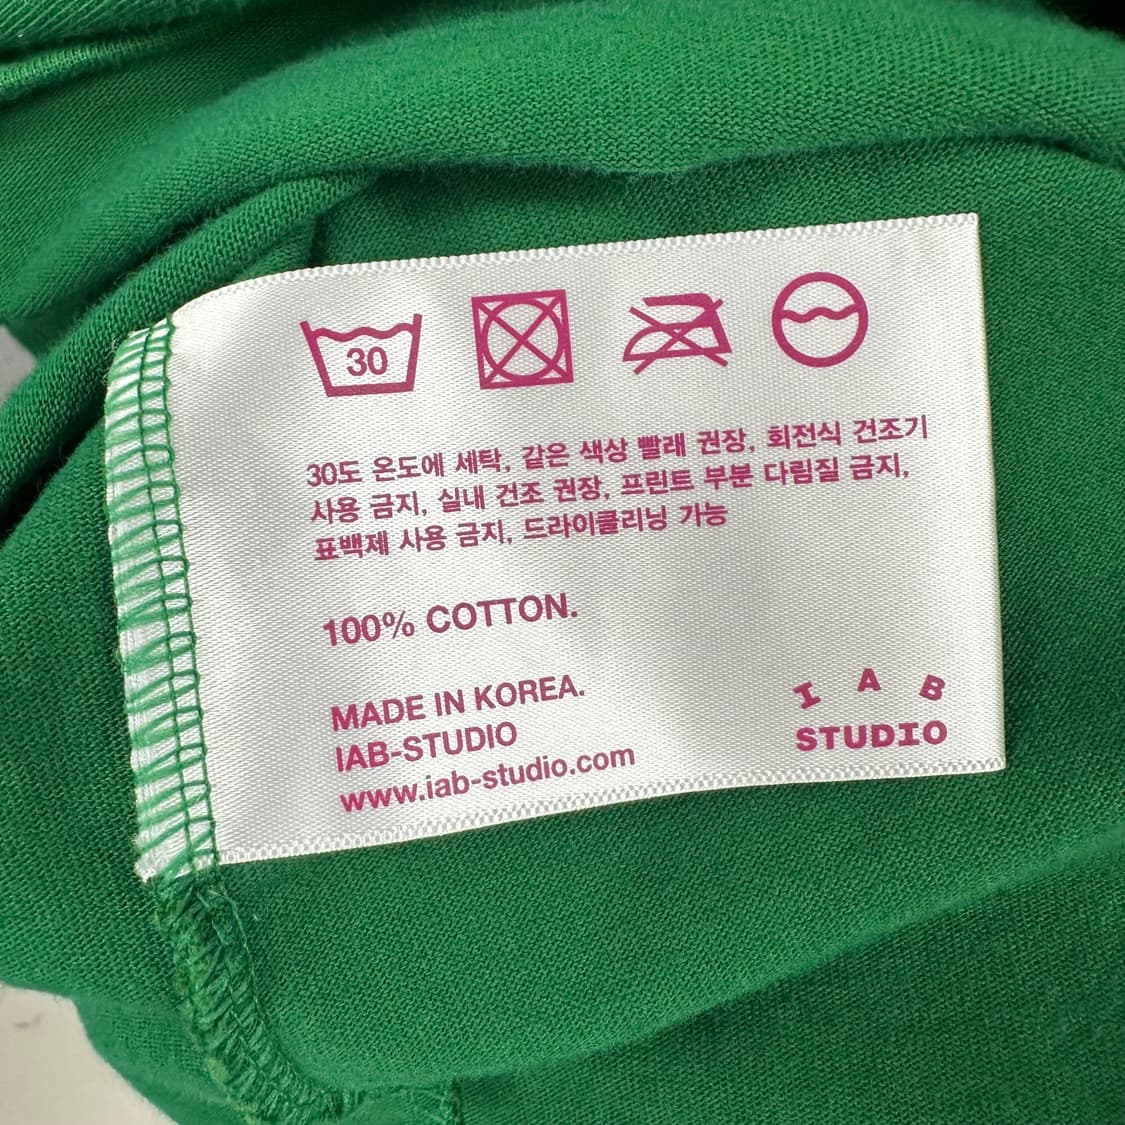 30
30도 온도에 세탁, 같은 색상 빨래 권장, 회전식 건조기
사용 금지, 실내 건조 권장, 프린트 부분 다림질 금지,
표백제 사용 금지, 드라이클리닝 가능
100% COTTON.
MADE IN KOREA.
IAB-STUDIO
www.iab-studio.com
I A B
STUDIO